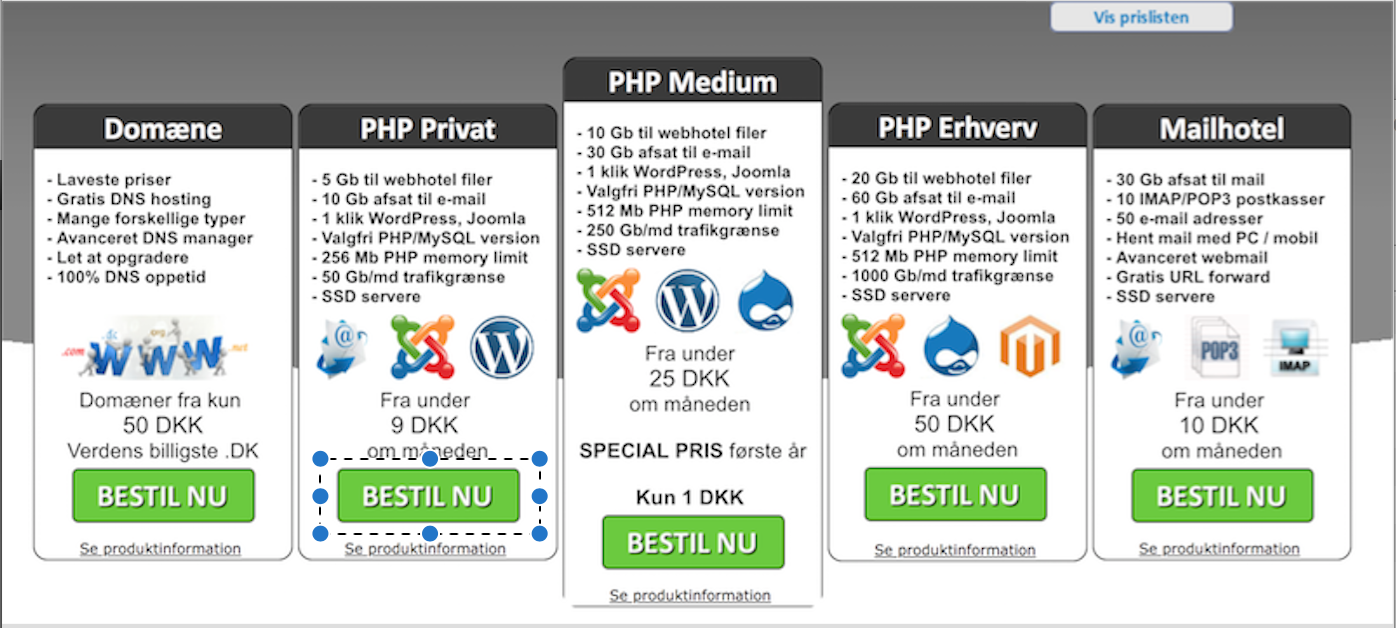 Vis prislisten
Domæne
- Laveste priser
- Gratis DNS hosting
- Mange forskellige typer
- Avanceret DNS manager
- Let at opgradere
- 100% DNS oppetid
.com
.dk
.org
.net
WWW
Domæner fra kun
50 DKK
Verdens billigste .DK
BESTIL NU
Se produktinformation
PHP Privat
- 5 Gb til webhotel filer
- 10 Gb afsat til e-mail
- 1 klik WordPress, Joomla
- Valgfri PHP/MySQL version
- 256 Mb PHP memory limit
- 50 Gb/md trafikgrænse
- SSD servere
@
W
Fra under
9 DKK
om måneden
BESTIL NU
Se produktinformation
PHP Medium
- 10 Gb til webhotel filer
- 30 Gb afsat til e-mail
- 1 klik WordPress, Joomla
- Valgfri PHP/MySQL version
- 512 Mb PHP memory limit
- 250 Gb/md trafikgrænse
- SSD servere
W
Fra under
25 DKK
om måneden
SPECIAL PRIS første år
Kun 1 DKK
BESTIL NU
Se produktinformation
PHP Erhverv
- 20 Gb til webhotel filer
- 60 Gb afsat til e-mail
- 1 klik WordPress, Joomla
- Valgfri PHP/MySQL version
- 512 Mb PHP memory limit
- 1000 Gb/md trafikgrænse
- SSD servere
Fra under
50 DKK
om måneden
BESTIL NU
Se produktinformation
Mailhotel
- 30 Gb afsat til mail
- 10 IMAP/POP3 postkasser
- 50 e-mail adresser
- Hent mail med PC / mobil
- Avanceret webmail
- Gratis URL forward
- SSD servere
@
POP3
IMAP
Fra under
10 DKK
om måneden
BESTIL NU
Se produktinformation